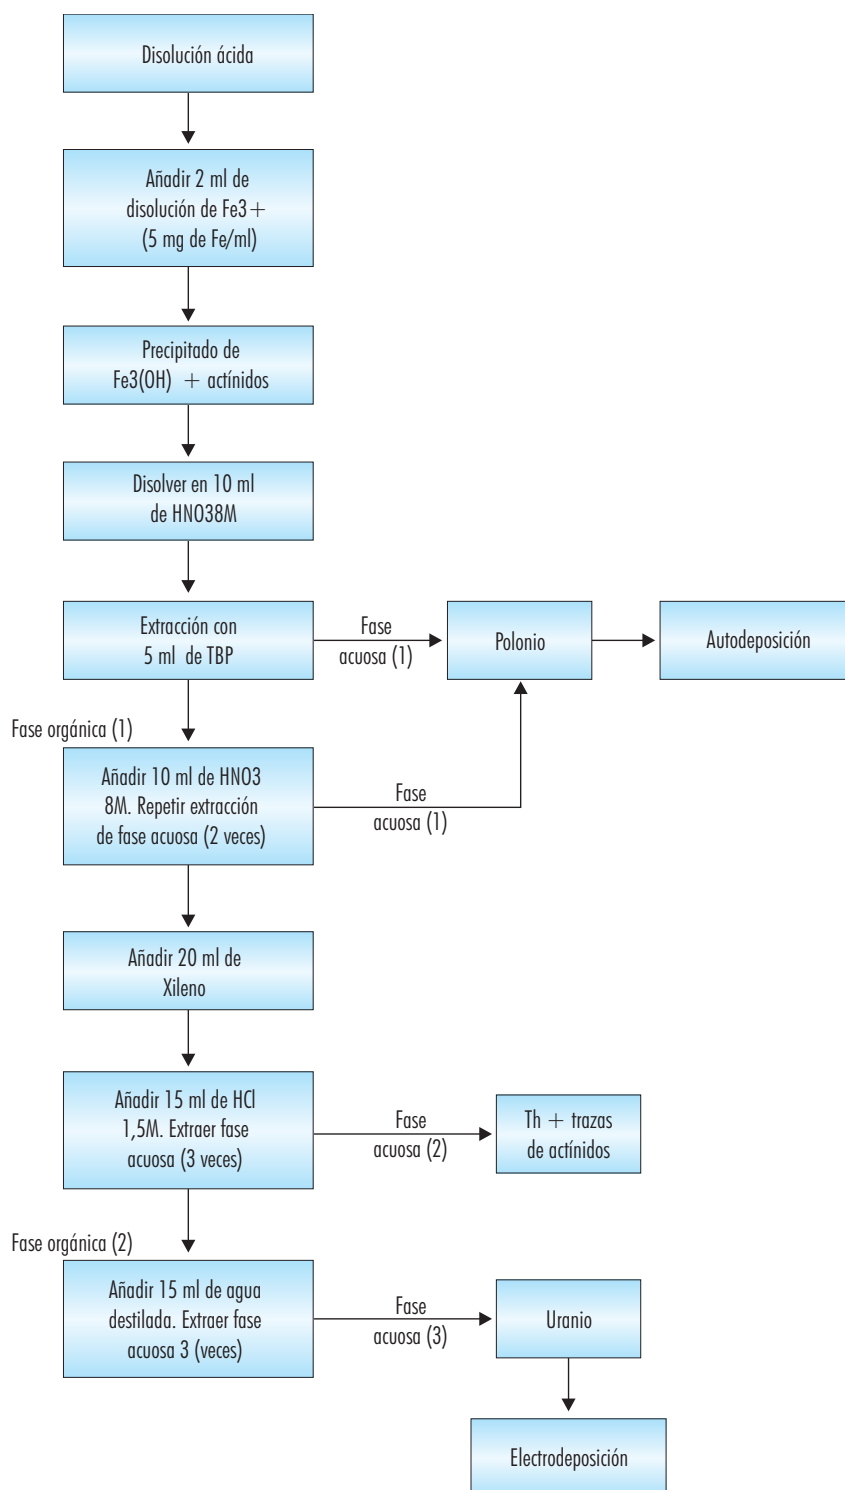 Disolución ácida
Añadir 2 ml de
disolución de Fe3+
(5 mg de Fe/ml)
Precipitado de
Fe3(OH) + actínidos
Disolver en 10 ml
de HNO38M
Extracción con
5 ml de TBP
Fase
acuosa (1)
Polonio
Autodeposición
Fase orgánica (1)
Añadir 10 ml de HNO3
8M. Repetir extracción
de fase acuosa (2 veces)
Fase
acuosa (1)
Añadir 20 ml de
Xileno
Añadir 15 ml de HCl
1,5M. Extraer fase
acuosa (3 veces)
Fase
acuosa (2)
Th + trazas
de actínidos
Fase orgánica (2)
Añadir 15 ml de agua
destilada. Extraer fase
acuosa 3 (veces)
Fase
acuosa (3)
Uranio
Electrodeposición